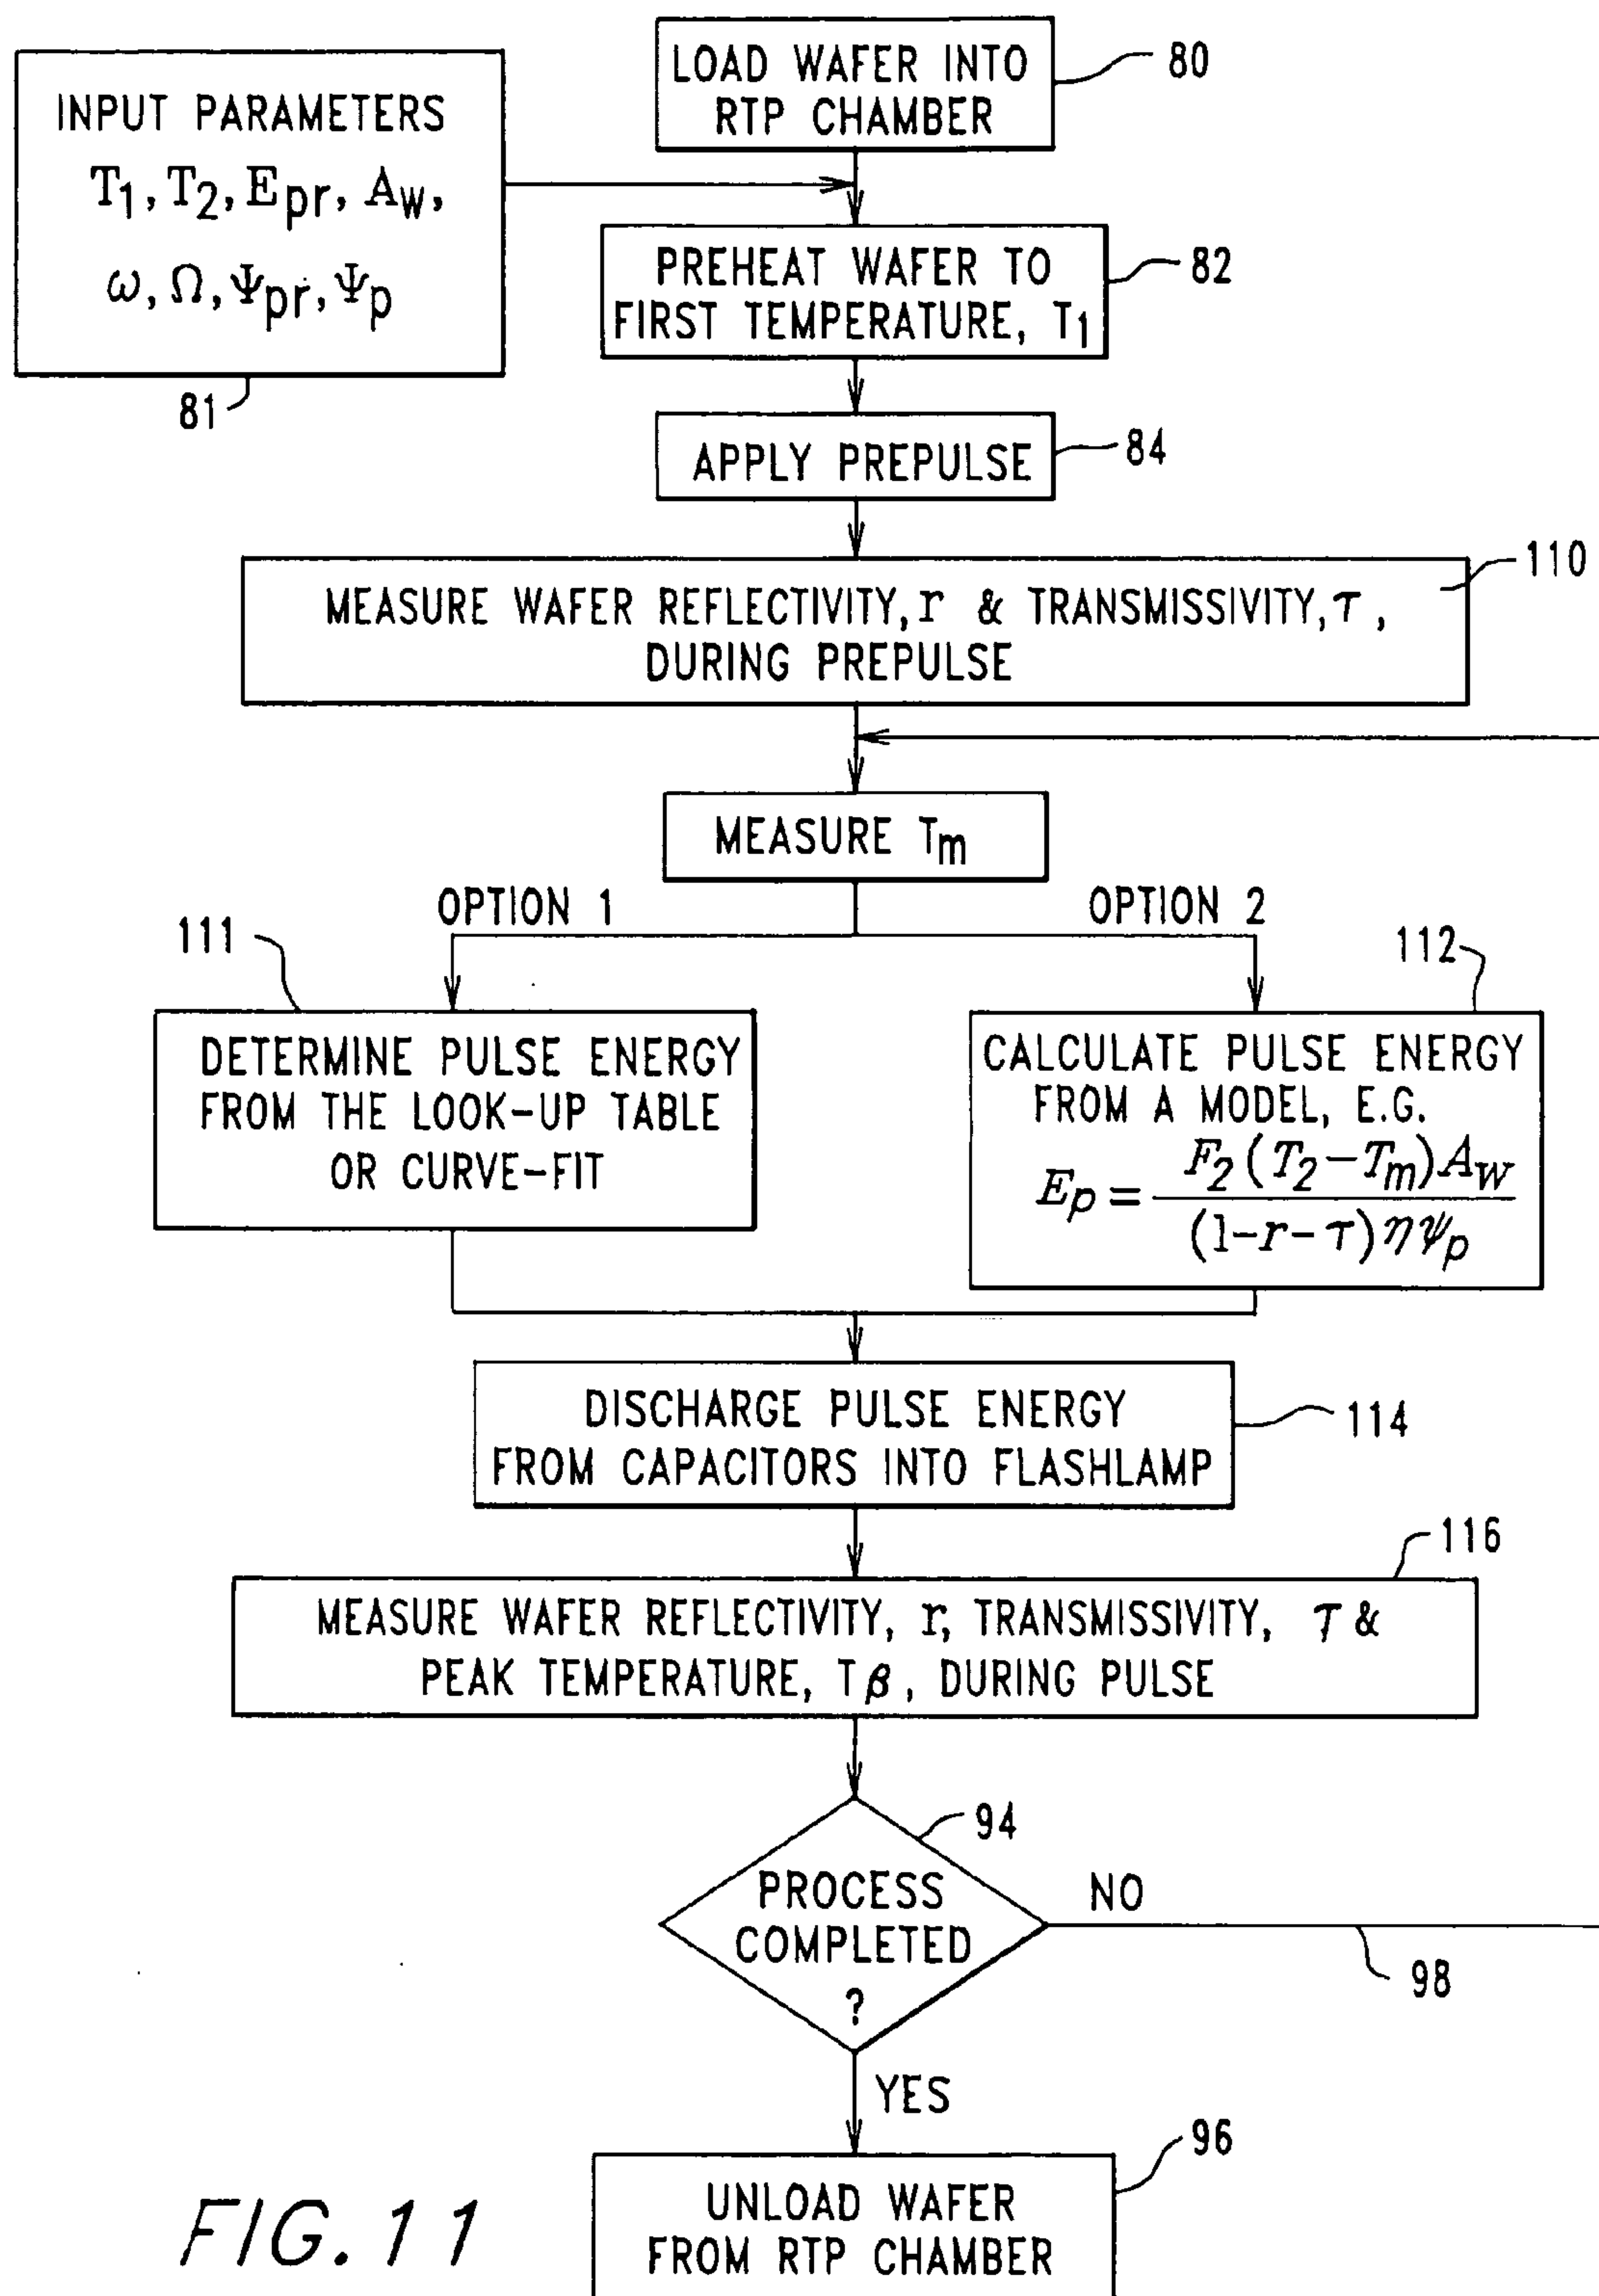 LOAD WAFER INTO
RTP CHAMBER
80
INPUT PARAMETERS
T1, T2, Epr, Aw,
ω, Ω, Ψpr, Ψp
81
PREHEAT WAFER TO
FIRST TEMPERATURE, T1
82
APPLY PREPULSE
84
MEASURE WAFER REFLECTIVITY, r & TRANSMISSIVITY, τ,
DURING PREPULSE
110
MEASURE Tm
OPTION 1
OPTION 2
111
DETERMINE PULSE ENERGY
FROM THE LOOK-UP TABLE
OR CURVE-FIT
112
CALCULATE PULSE ENERGY
FROM A MODEL, E.G.
Ep = F2(T2-Tm)Aw / (1-r-τ)ηψp
DISCHARGE PULSE ENERGY
FROM CAPACITORS INTO FLASHLAMP
114
MEASURE WAFER REFLECTIVITY, r, TRANSMISSIVITY, τ &
PEAK TEMPERATURE, Tβ, DURING PULSE
116
94
PROCESS
COMPLETED
?
NO
98
YES
UNLOAD WAFER
FROM RTP CHAMBER
96
FIG. 11